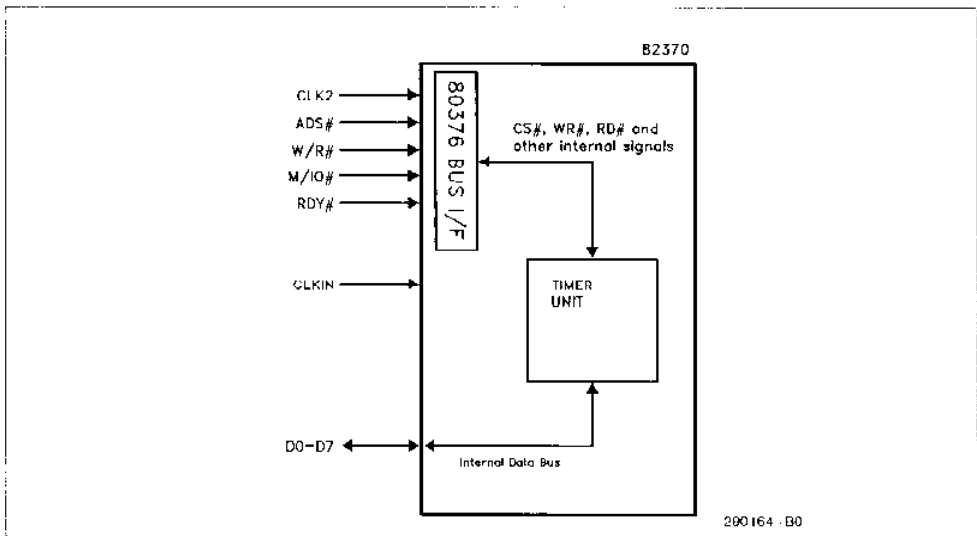 82370
CLK2
ADS#
W/R#
M/IO#
RDY#
CLKIN
D0-D7
80376 BUS I/F
CS#, WR#, RD# and
other internal signals
TIMER
UNIT
Internal Data Bus
290164-B0